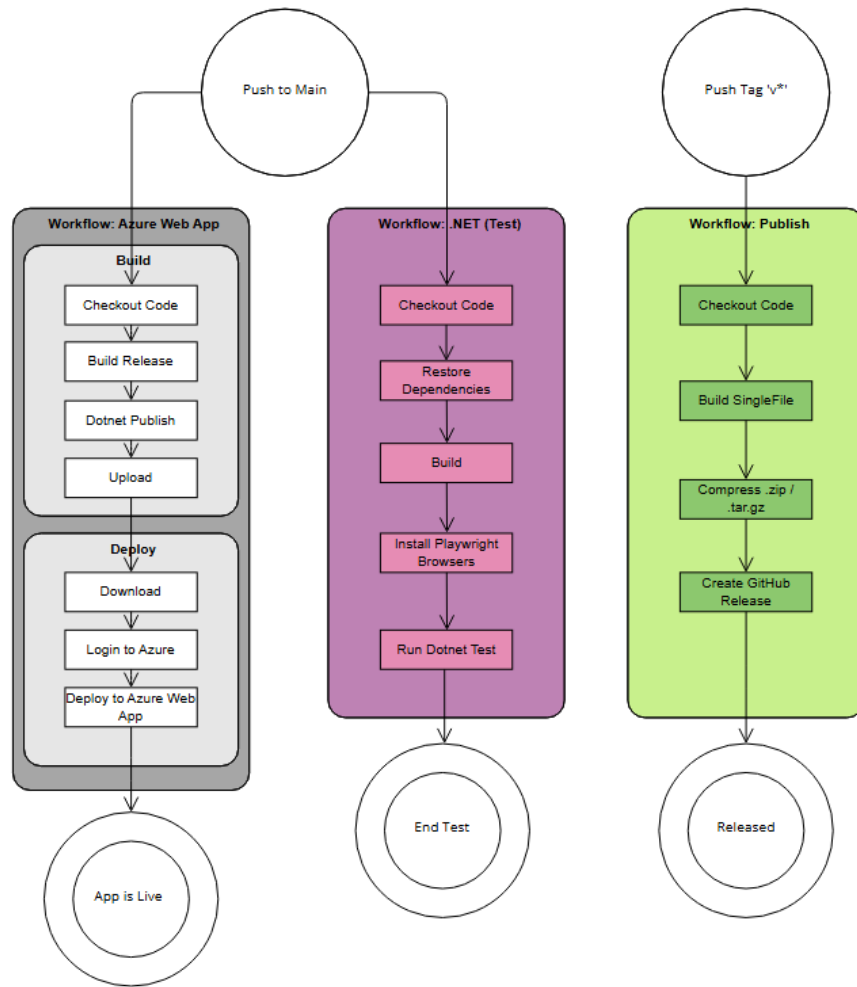 Push to Main
Push Tag 'v*'
Workflow: Azure Web App
Build
Checkout Code
Build Release
Dotnet Publish
Upload
Deploy
Download
Login to Azure
Deploy to Azure Web
App
App is Live
Workflow: .NET (Test)
Checkout Code
Restore
Dependencies
Build
Install Playwright
Browsers
Run Dotnet Test
End Test
Workflow: Publish
Checkout Code
Build SingleFile
Compress .zip /
.tar.gz
Create GitHub
Release
Released